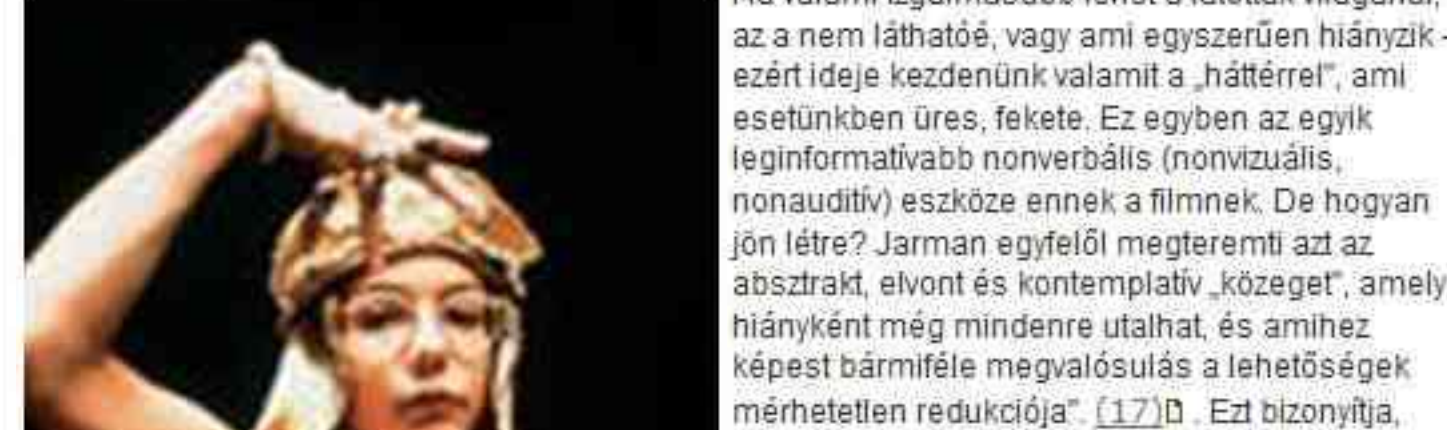 az a nem láthatóé, vagy ami egyszerűen hiányzik -
ezért ideje kezdenünk valamit a „háttérrel", ami
esetünkben üres, fekete. Ez egyben az egyik
leginformatívabb nonverbális (nonvizuális,
nonauditív) eszköze ennek a filmnek. De hogyan
jön létre? Jarman egyfelől megteremti azt az
absztrakt, elvont és kontemplatív „közeget", amely
hiányként még mindenre utalhat, és amihez
képest bármiféle megvalósulás a lehetőségek
mérhetetlen redukciója". (17) . Ezt bizonyítja,